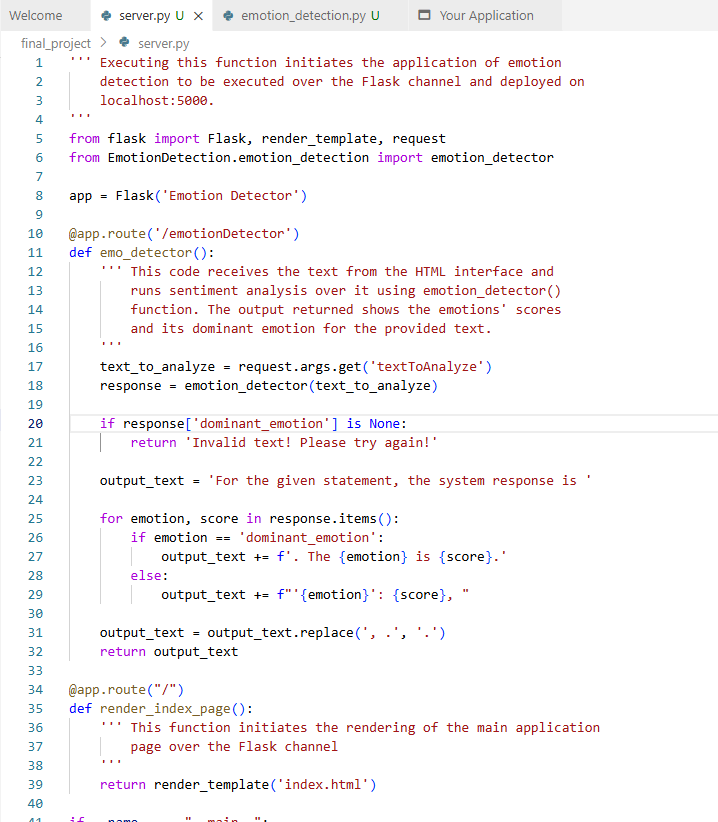 Welcome server.py U × emotion_detection.py U Your Application
final_project > server.py
1 ''' Executing this function initiates the application of emotion
2 detection to be executed over the Flask channel and deployed on
3 localhost:5000.
4 '''
5 from flask import Flask, render_template, request
6 from EmotionDetection.emotion_detection import emotion_detector
7
8 app = Flask('Emotion Detector')
9
10 @app.route('/emotionDetector')
11 def emo_detector():
12 ''' This code receives the text from the HTML interface and
13 runs sentiment analysis over it using emotion_detector()
14 function. The output returned shows the emotions' scores
15 and its dominant emotion for the provided text.
16 '''
17 text_to_analyze = request.args.get('textToAnalyze')
18 response = emotion_detector(text_to_analyze)
19
20 if response['dominant_emotion'] is None:
21 return 'Invalid text! Please try again!'
22
23 output_text = 'For the given statement, the system response is '
24
25 for emotion, score in response.items():
26 if emotion == 'dominant_emotion':
27 output_text += f'. The {emotion} is {score}.'
28 else:
29 output_text += f"'{emotion}': {score}, "
30
31 output_text = output_text.replace(', .', '.')
32 return output_text
33
34 @app.route("/")
35 def render_index_page():
36 ''' This function initiates the rendering of the main application
37 page over the Flask channel
38 '''
39 return render_template('index.html')
40